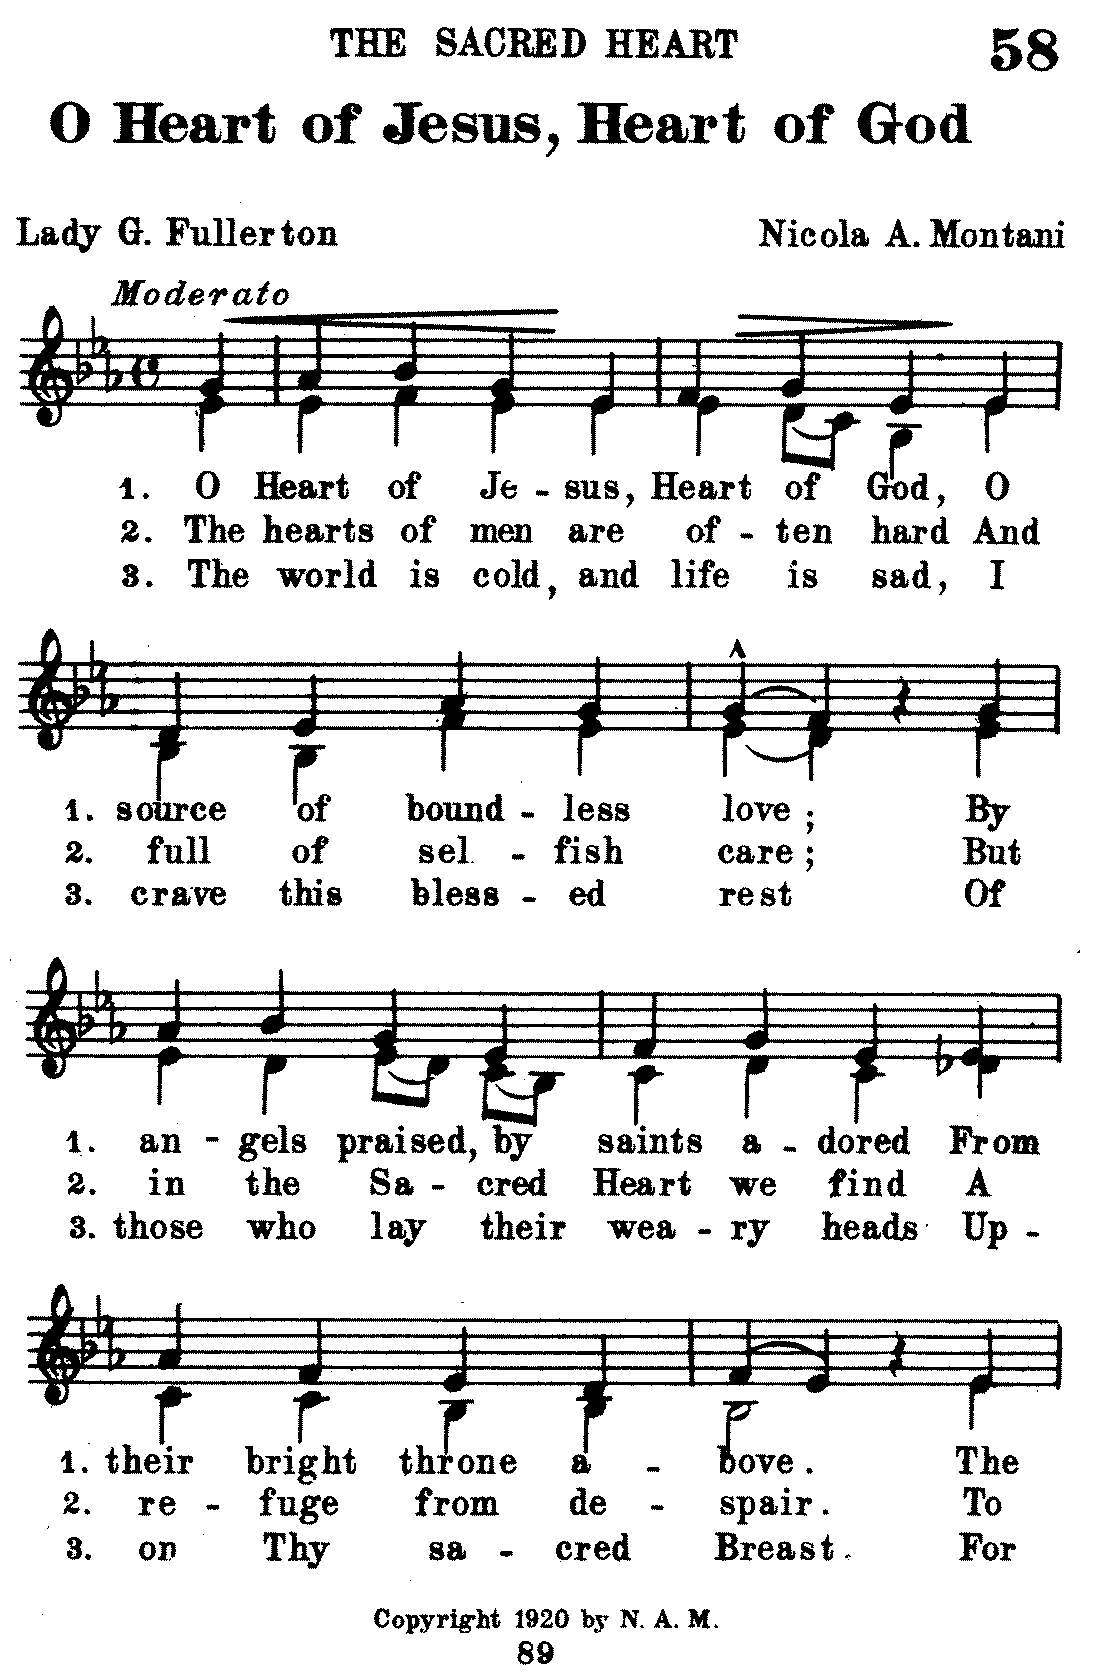 THE SACRED HEART 58
O Heart of Jesus, Heart of God
Lady G. Fullerton Nicola A. Montani
Moderato
1. O Heart of Je - sus, Heart of God, O
2. The hearts of men are of - ten hard And
3. The world is cold, and life is sad, I
1. source of bound - less love; By
2. full of sel - fish care; But
3. crave this bless - ed rest Of
1. an - gels praised, by saints a - dored From
2. in the Sa - cred Heart we find A
3. those who lay their wea - ry heads Up -
1. their bright throne a - bove. The
2. re - fuge from de - spair. To
3. on Thy sa - cred Breast. For
Copyright 1920 by N. A. M.
89